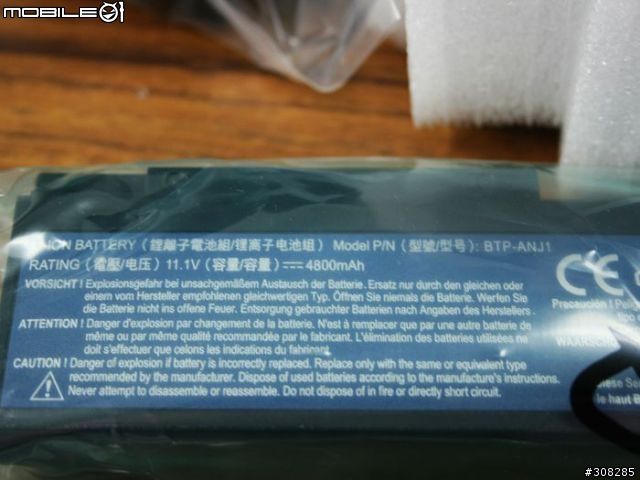 MOBILE01
ION BATTERY (鋰離子電池組/锂离子电池组) Model P/N (型號/型号): BTP-ANJ1
RATING (電壓/电压) 11.1V (容量/容量) 4800mAh
VORSICHT ! Explosionsgefahr bei unsachgemäßem Austausch der Batterie. Ersatz nur durch den gleichen oder
einem vom Hersteller empfohlenen gleichwertigen Typ. Öffnen Sie niemals die Batterie. Werfen Sie
die Batterie nicht ins offene Feuer. Entsorgung gebrauchter Batterien nach Angaben des Herstellers.
ATTENTION ! Danger d'explosion par changement de la batterie. N'est à remplacer que par une autre batterie de
même ou par même qualité recommandée par le fabricant. L'élimination des batteries utilisées ne
doit s'effectuer que celons les indications du fabricant.
CAUTION ! Danger of explosion if battery is incorrectly replaced. Replace only with the same or equivalent type
recommended by the manufacturer. Dispose of used batteries according to the manufacturer's instructions.
Never attempt to disassemble or reassemble. Do not dispose of in fire or directly short circuit.
CE
Precaución !
WAARSCH
le haut
#308285